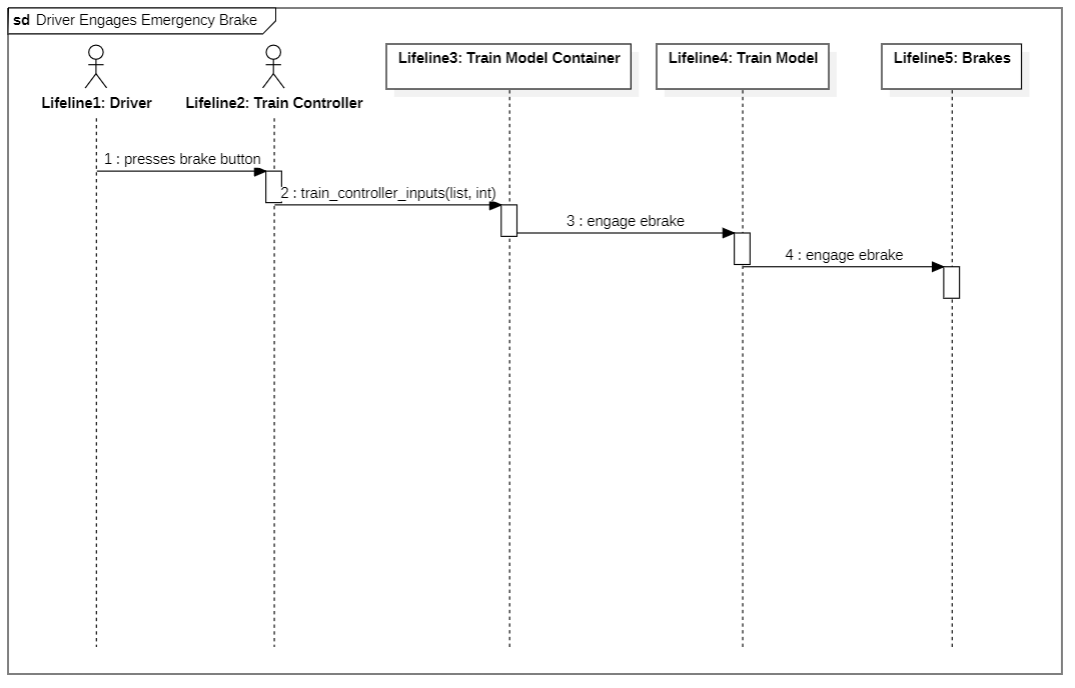 sd Driver Engages Emergency Brake
Lifeline1: Driver
Lifeline2: Train Controller
Lifeline3: Train Model Container
Lifeline4: Train Model
Lifeline5: Brakes
1 : presses brake button
2 : train_controller_inputs(list, int)
3 : engage ebrake
4 : engage ebrake